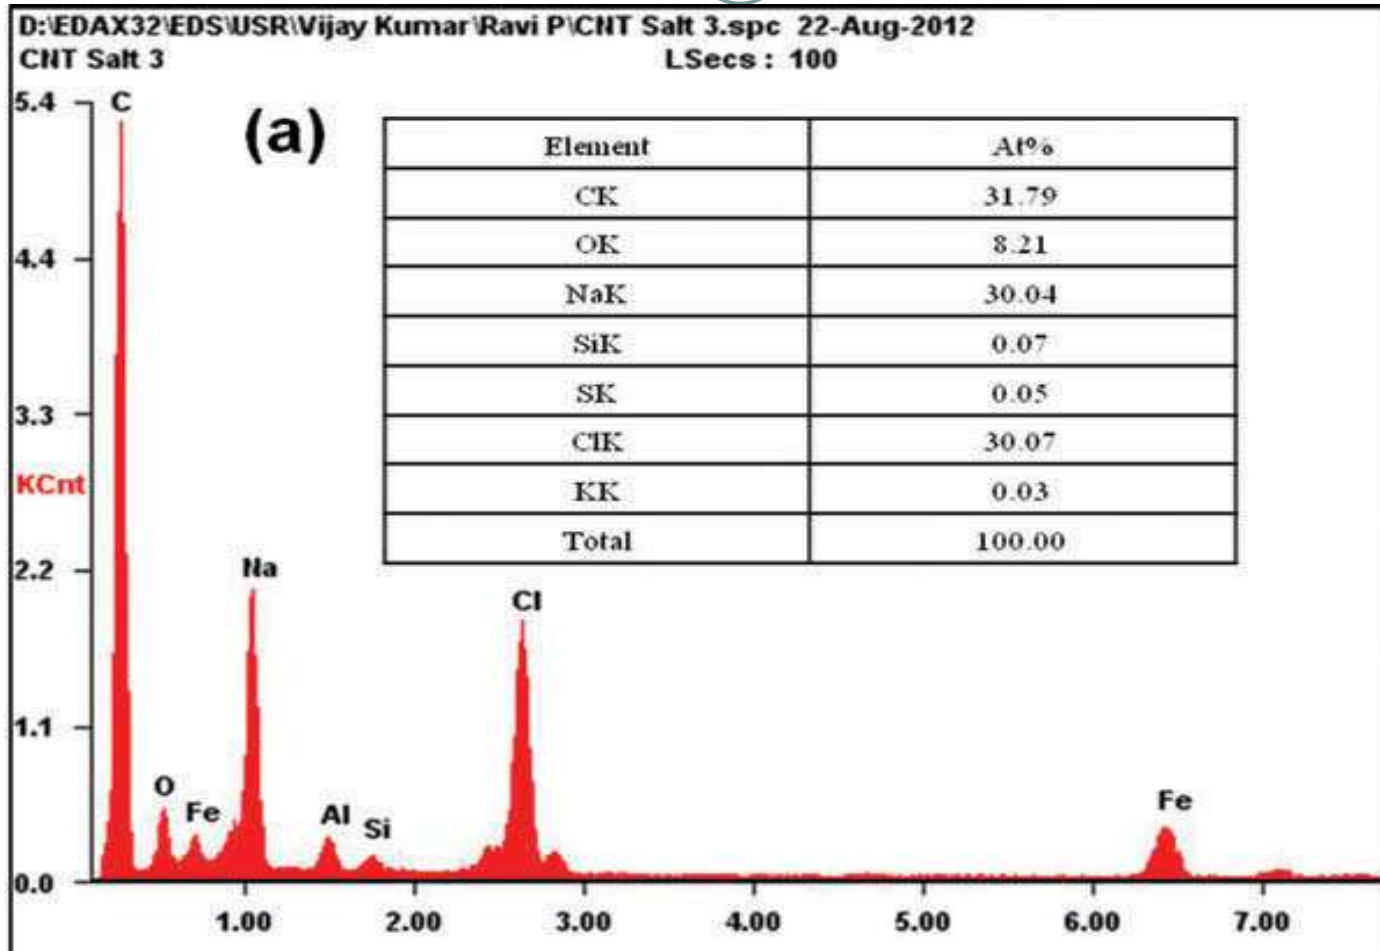 D:\EDAX32\EDS\USR\Vijay Kumar\Ravi P\CNT Salt 3.spc 22-Aug-2012
CNT Salt 3 LSecs : 100
5.4 C
(a)
Element At%
CK 31.79
OK 8.21
NaK 30.04
SiK 0.07
SK 0.05
ClK 30.07
KK 0.03
Total 100.00
4.4
3.3
KCnt
2.2
Na
Cl
1.1
O
Fe
Al
Si
Fe
0.0
1.00 2.00 3.00 4.00 5.00 6.00 7.00